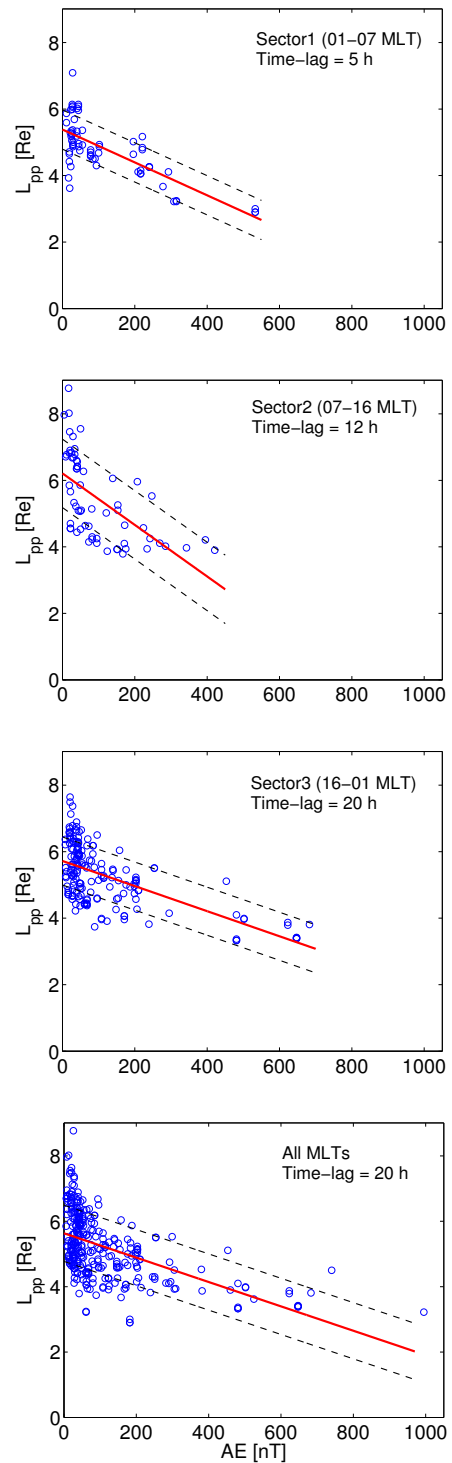 Sector1 (01−07 MLT)
Time−lag = 5 h
8
6
4
2
0
L_pp [Re]
0 200 400 600 800 1000
Sector2 (07−16 MLT)
Time−lag = 12 h
8
6
4
2
0
L_pp [Re]
0 200 400 600 800 1000
Sector3 (16−01 MLT)
Time−lag = 20 h
8
6
4
2
0
L_pp [Re]
0 200 400 600 800 1000
All MLTs
Time−lag = 20 h
8
6
4
2
0
L_pp [Re]
0 200 400 600 800 1000
AE [nT]